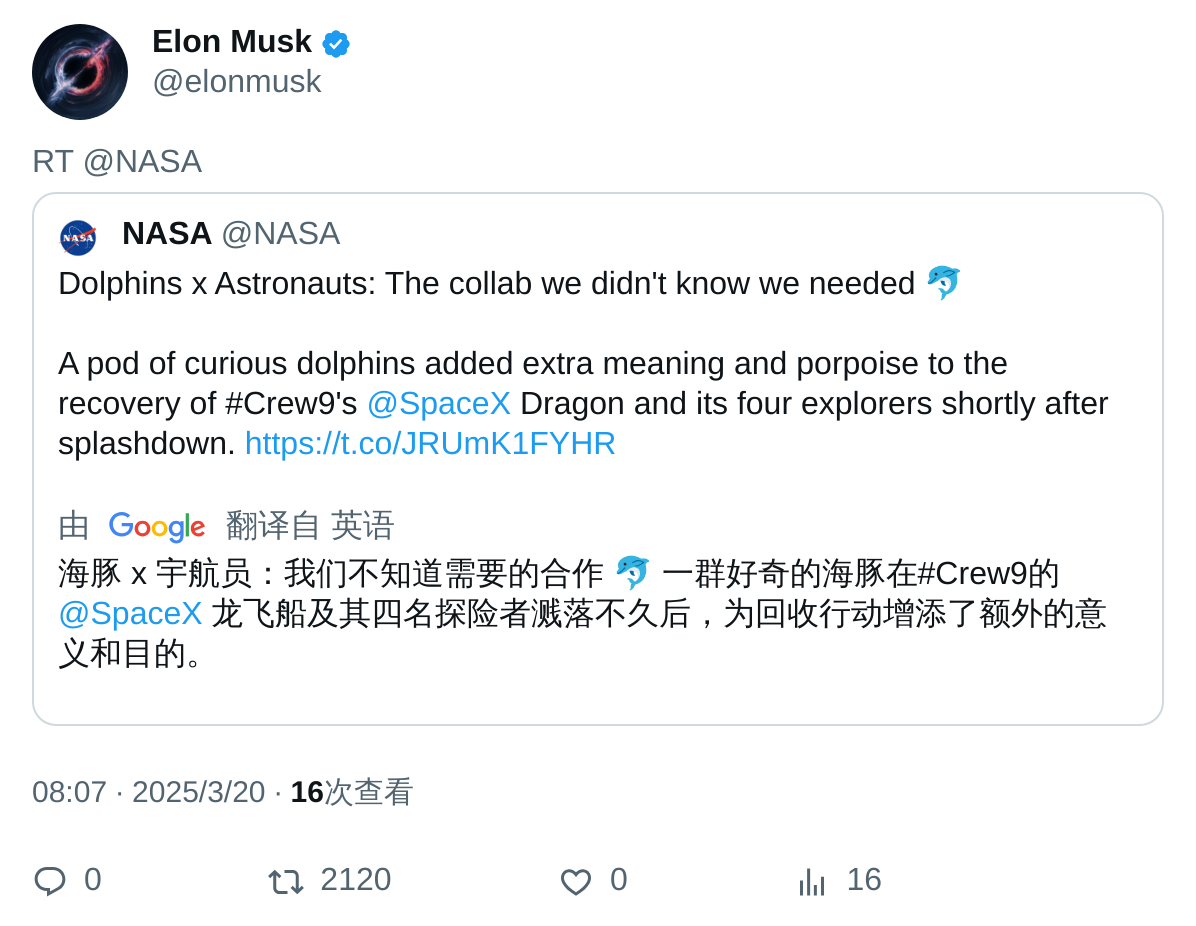 Elon Musk
@elonmusk
RT @NASA
NASA
NASA @NASA
Dolphins x Astronauts: The collab we didn't know we needed 🐬
A pod of curious dolphins added extra meaning and porpoise to the
recovery of #Crew9's @SpaceX Dragon and its four explorers shortly after
splashdown. https://t.co/JRUmK1FYHR
由 Google 翻译自 英语
海豚 x 宇航员：我们不知道需要的合作 🐬 一群好奇的海豚在#Crew9的
@SpaceX 龙飞船及其四名探险者溅落不久后，为回收行动增添了额外的意
义和目的。
08:07 · 2025/3/20 · 16次查看
0 2120 0 16